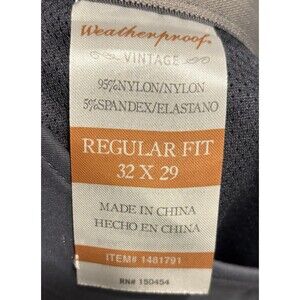 Weatherproof
VINTAGE
95%NYLON/NYLON
5%SPANDEX/ELASTANO
REGULAR FIT
32 X 29
MADE IN CHINA
HECHO EN CHINA
ITEM# 1481791
RN# 150454